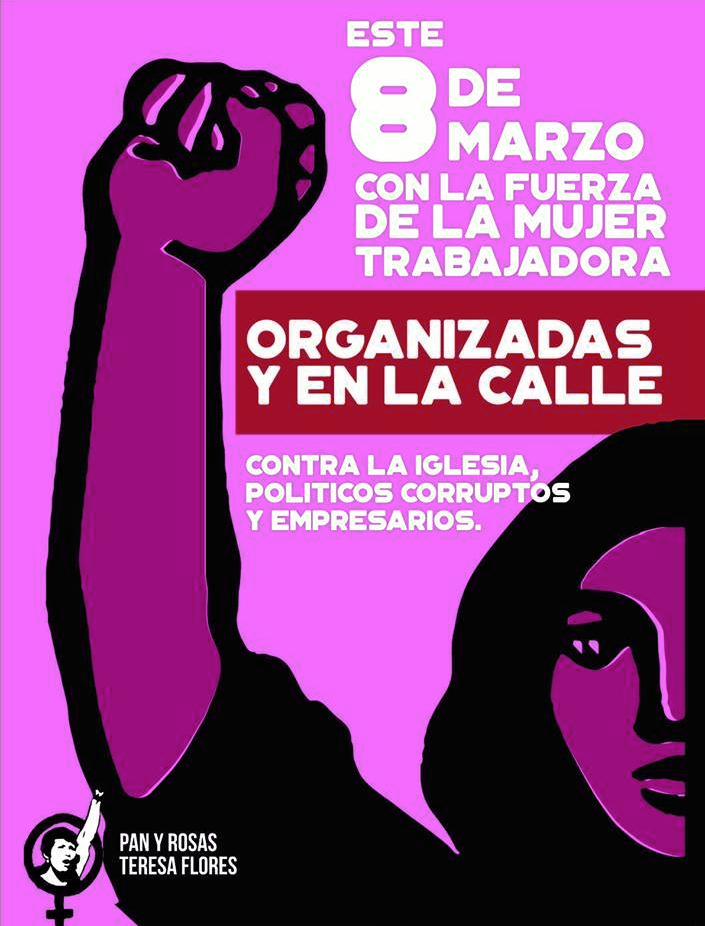 ESTE
8 DE
MARZO
CON LA FUERZA
DE LA MUJER
TRABAJADORA
ORGANIZADAS
Y EN LA CALLE
CONTRA LA IGLESIA,
POLITICOS CORRUPTOS
Y EMPRESARIOS.
PAN Y ROSAS
TERESA FLORES